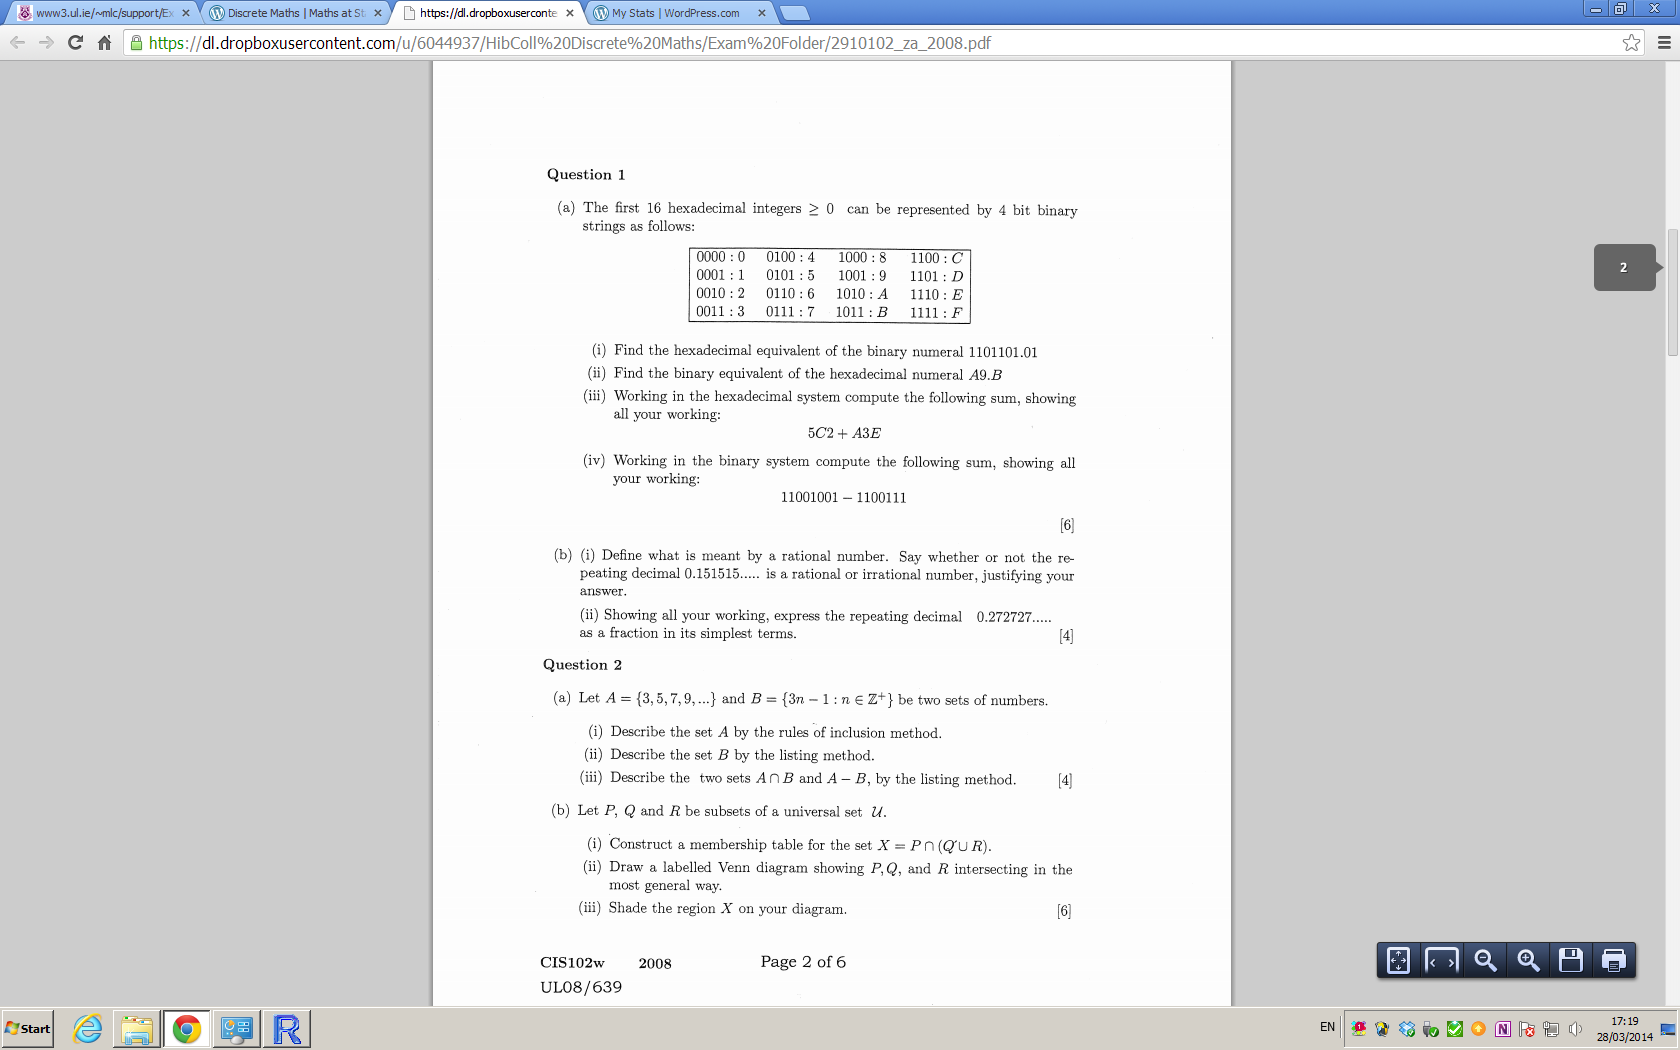 www3.ul.ie/~mlc/support/Ex
Discrete Maths | Maths at St
https://dl.dropboxuserconte
My Stats | WordPress.com
https://dl.dropboxusercontent.com/u/6044937/HibColl%20Discrete%20Maths/Exam%20Folder/2910102_za_2008.pdf
Question 1
(a) The first 16 hexadecimal integers ≥ 0 can be represented by 4 bit binary
strings as follows:
0000 : 0 0100 : 4 1000 : 8 1100 : C
0001 : 1 0101 : 5 1001 : 9 1101 : D
0010 : 2 0110 : 6 1010 : A 1110 : E
0011 : 3 0111 : 7 1011 : B 1111 : F
2
(i) Find the hexadecimal equivalent of the binary numeral 1101101.01
(ii) Find the binary equivalent of the hexadecimal numeral A9.B
(iii) Working in the hexadecimal system compute the following sum, showing
all your working:
5C2 + A3E
(iv) Working in the binary system compute the following sum, showing all
your working:
11001001 − 1100111
[6]
(b) (i) Define what is meant by a rational number. Say whether or not the re-
peating decimal 0.151515..... is a rational or irrational number, justifying your
answer.
(ii) Showing all your working, express the repeating decimal 0.272727.....
as a fraction in its simplest terms. [4]
Question 2
(a) Let A = {3, 5, 7, 9, ...} and B = {3n − 1 : n ∈ ℤ⁺} be two sets of numbers.
(i) Describe the set A by the rules of inclusion method.
(ii) Describe the set B by the listing method.
(iii) Describe the two sets A ∩ B and A − B, by the listing method. [4]
(b) Let P, Q and R be subsets of a universal set 𝒰.
(i) Construct a membership table for the set X = P ∩ (Q′ ∪ R).
(ii) Draw a labelled Venn diagram showing P, Q, and R intersecting in the
most general way.
(iii) Shade the region X on your diagram. [6]
CIS102w 2008 Page 2 of 6
UL08/639
Start
EN
17:19
28/03/2014